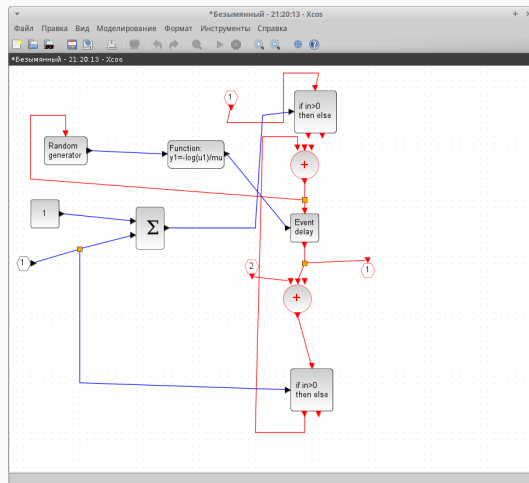 *Безымянный - 21:20:13 - Xcos
Файл Правка Вид Моделирование Формат Инструменты Справка
*Безымянный - 21:20:13 - Xcos
1
if in>0
then else
Random
generator
Function:
y1=-log(u1)/mu
+
1
Σ
Event
delay
1
2
1
+
if in>0
then else